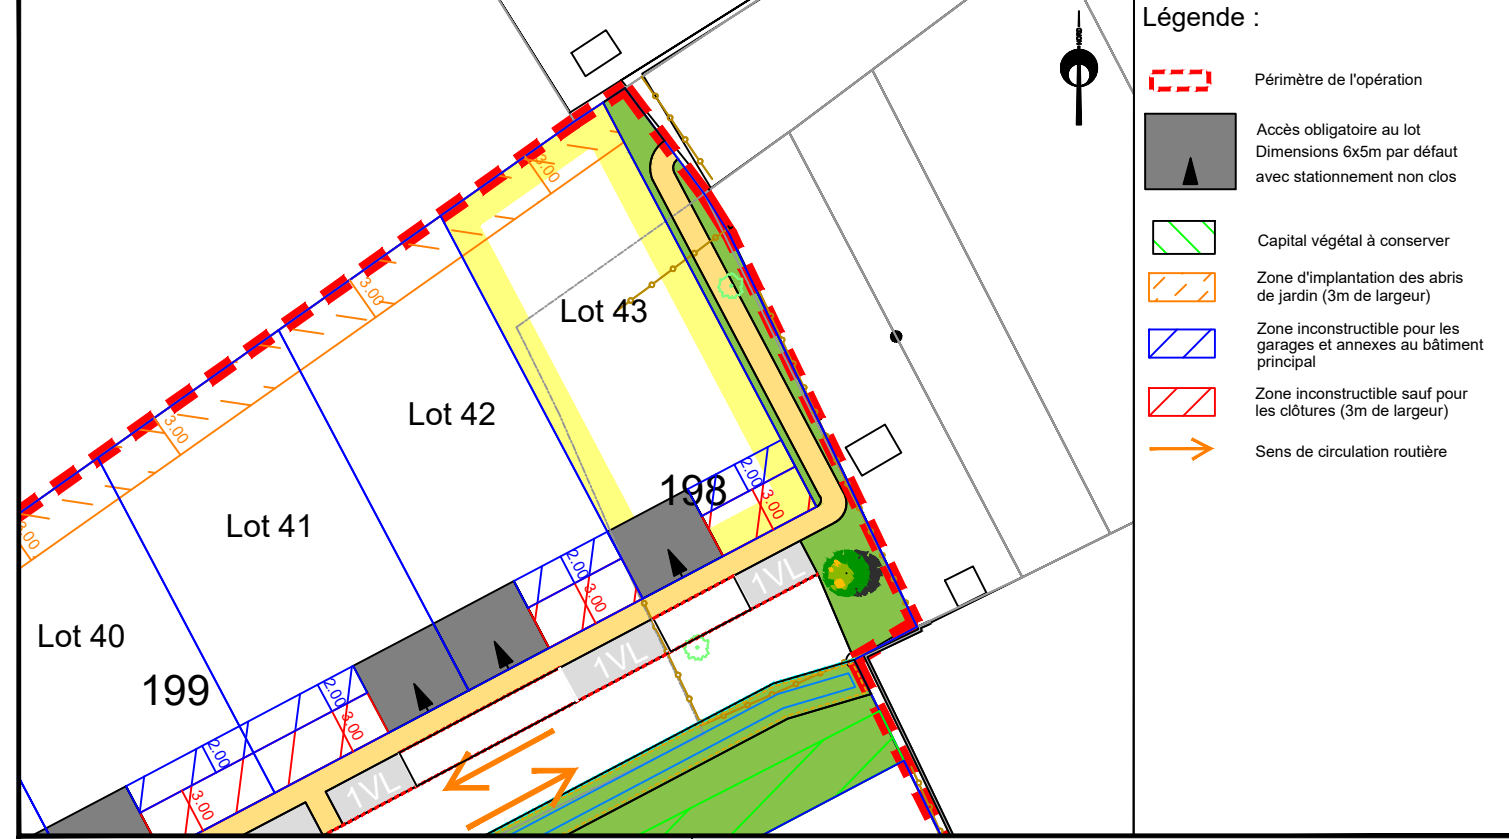 Légende :
NORD
Périmètre de l'opération
Accès obligatoire au lot
Dimensions 6x5m par défaut
avec stationnement non clos
Capital végétal à conserver
Zone d'implantation des abris
de jardin (3m de largeur)
Zone inconstructible pour les
garages et annexes au bâtiment
principal
Zone inconstructible sauf pour
les clôtures (3m de largeur)
Sens de circulation routière
3.00
3.00
3.00
3.00
Lot 43
Lot 42
Lot 41
Lot 40
198
199
2.00
3.00
2.00
3.00
2.00
3.00
2.00
3.00
1VL
1VL
1VL